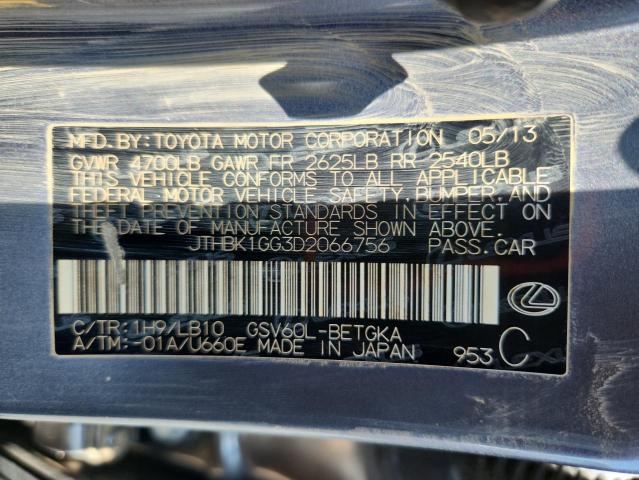 MFD.BY:TOYOTA MOTOR CORPORATION 05/13
GVWR 4700LB GAWR FR 2625LB RR 2540LB
THIS VEHICLE CONFORMS TO ALL APPLICABLE
FEDERAL MOTOR VEHICLE SAFETY, BUMPER, AND
THEFT PREVENTION STANDARDS IN EFFECT ON
THE DATE OF MANUFACTURE SHOWN ABOVE.
JTHBK1GG3D2066756 PASS.CAR
C/TR:1H9/LB10 GSV60L-BETGKA
A/TM:-01A/U660E MADE IN JAPAN 953 C